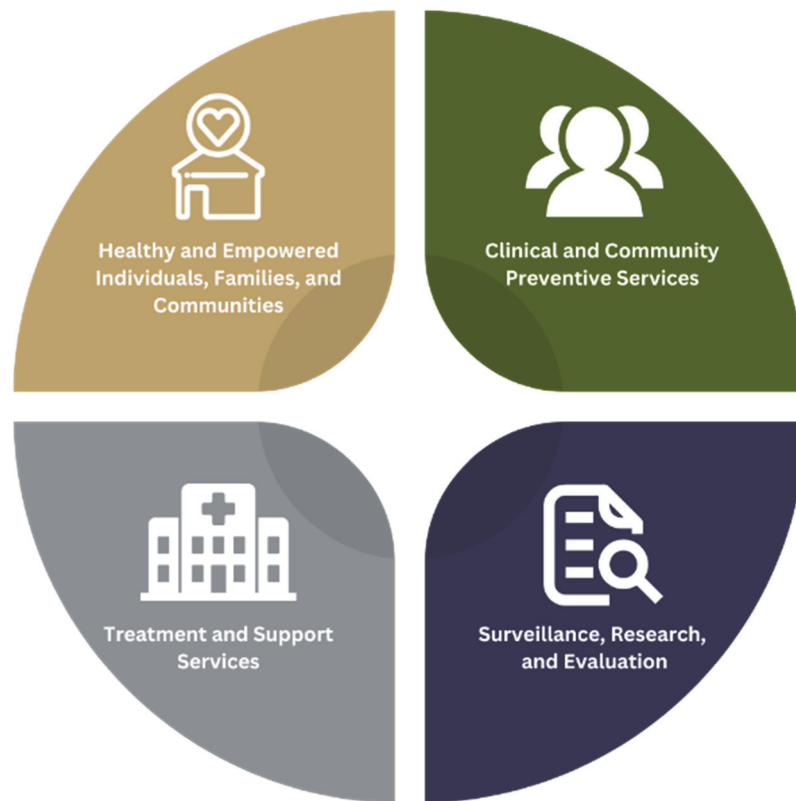 Healthy and Empowered
Individuals, Families, and
Communities
Clinical and Community
Preventive Services
Treatment and Support
Services
Surveillance, Research,
and Evaluation